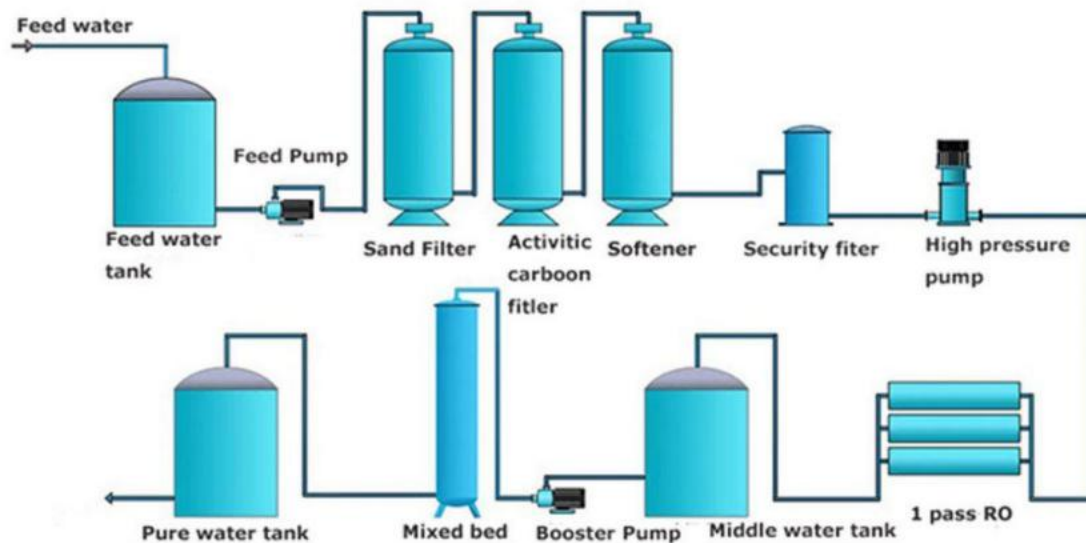 Feed water
Feed Pump
Feed water
tank
Sand Filter
Activitic
carboon
fitler
Softener
Security fiter
High pressure
pump
Pure water tank
Mixed bed
Booster Pump
Middle water tank
1 pass RO